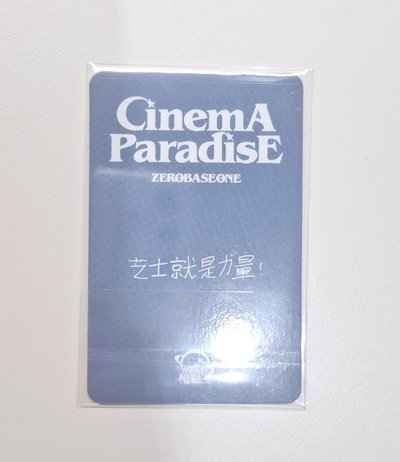 CinemA
ParadisE
ZEROBASEONE
芝士就是力量!